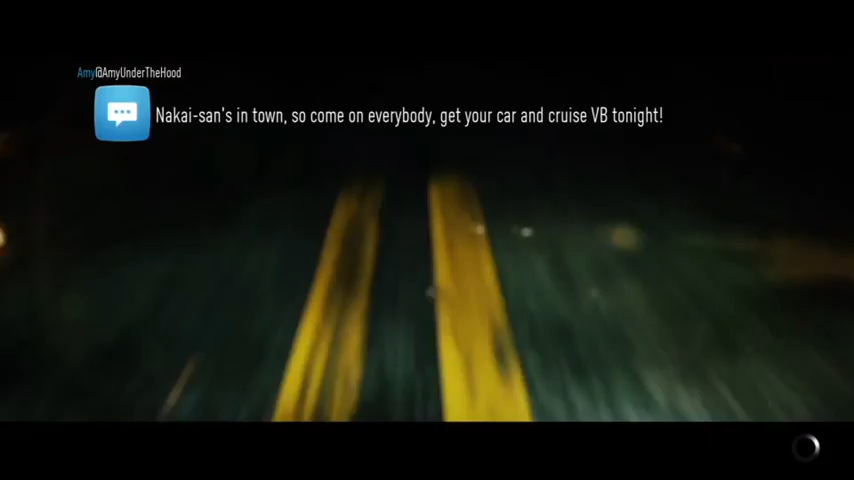 Amy@AmyUnderTheHood
Nakai-san's in town, so come on everybody, get your car and cruise VB tonight!